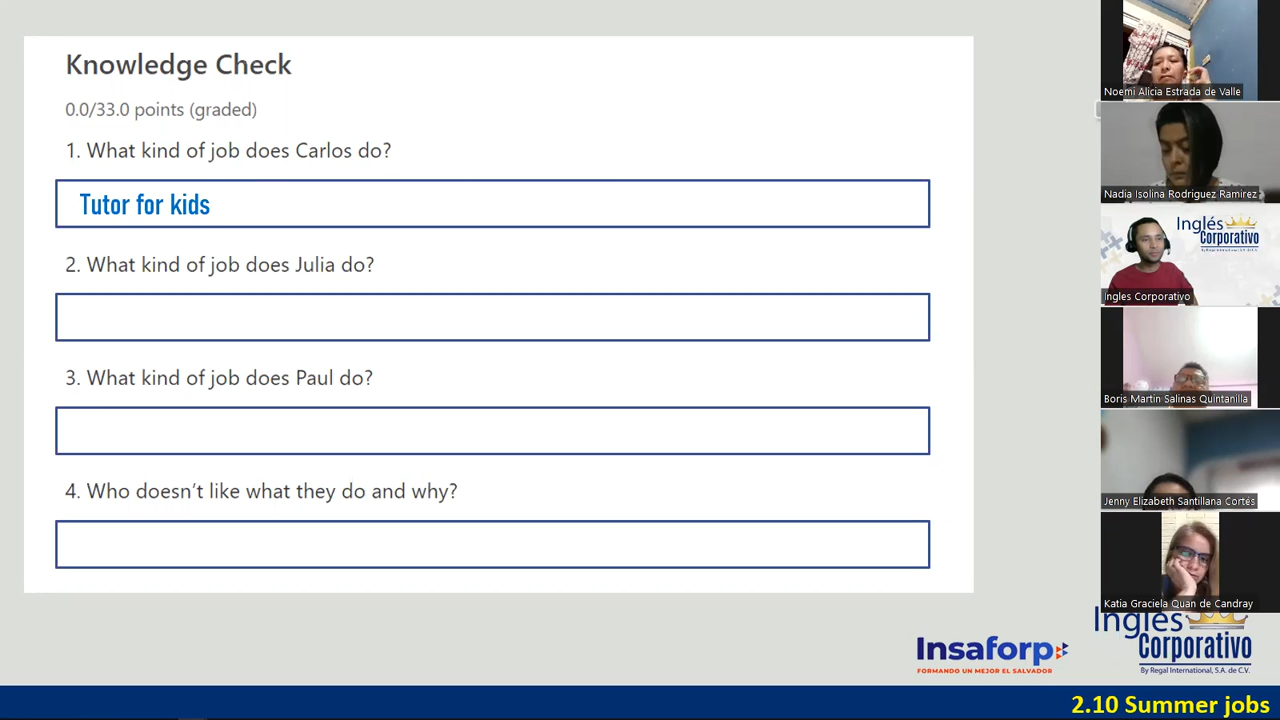 Knowledge Check
0.0/33.0 points (graded)
1. What kind of job does Carlos do?
Tutor for kids
2. What kind of job does Julia do?
3. What kind of job does Paul do?
4. Who doesn't like what they do and why?
Noemi Alicia Estrada de Valle
Nadia Isolina Rodriguez Ramirez
Inglés
Corporativo
By Regal International, S.A. de C.V.
Ingles Corporativo
Boris Martin Salinas Quintanilla
Jenny Elizabeth Santillana Cortés
Katia Graciela Quan de Candray
Insaforp
FORMANDO UN MEJOR EL SALVADOR
Inglés
Corporativo
By Regal International, S.A. de C.V.
2.10 Summer jobs